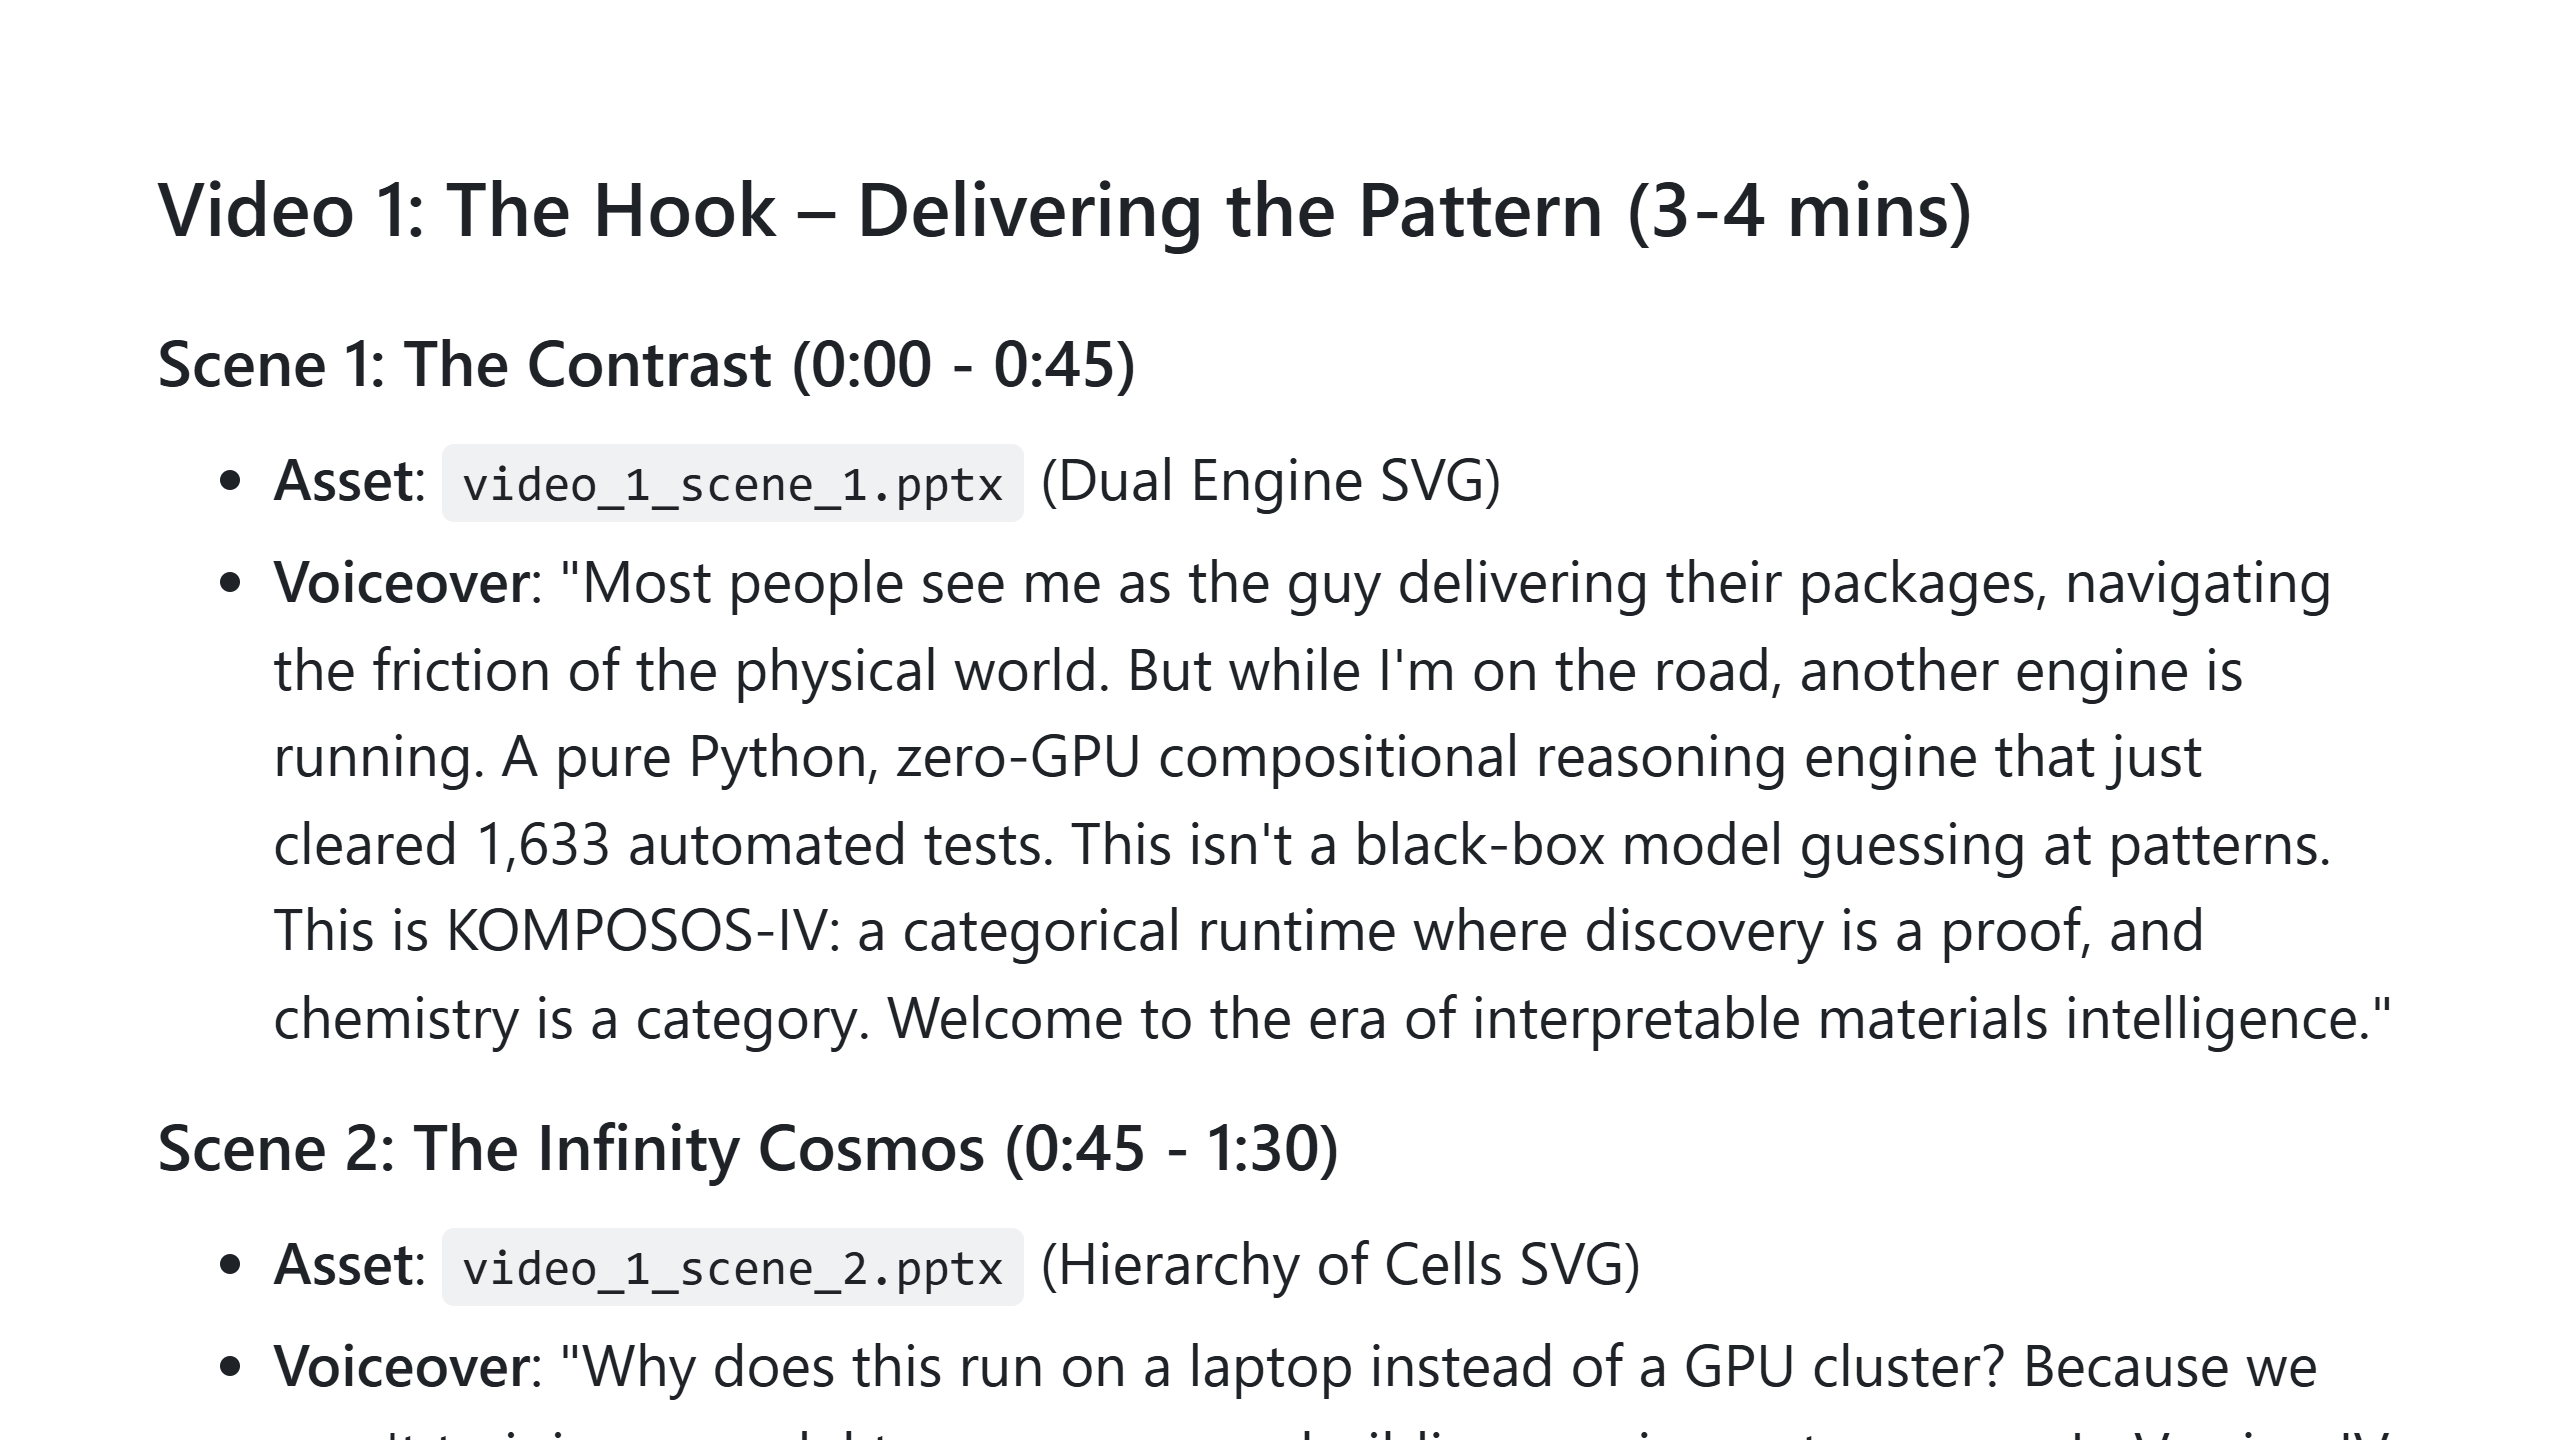 Video 1: The Hook – Delivering the Pattern (3-4 mins)
Scene 1: The Contrast (0:00 - 0:45)
• Asset: video_1_scene_1.pptx (Dual Engine SVG)
• Voiceover: "Most people see me as the guy delivering their packages, navigating
the friction of the physical world. But while I'm on the road, another engine is
running. A pure Python, zero-GPU compositional reasoning engine that just
cleared 1,633 automated tests. This isn't a black-box model guessing at patterns.
This is KOMPOSOS-IV: a categorical runtime where discovery is a proof, and
chemistry is a category. Welcome to the era of interpretable materials intelligence."
Scene 2: The Infinity Cosmos (0:45 - 1:30)
• Asset: video_1_scene_2.pptx (Hierarchy of Cells SVG)
• Voiceover: "Why does this run on a laptop instead of a GPU cluster? Because we